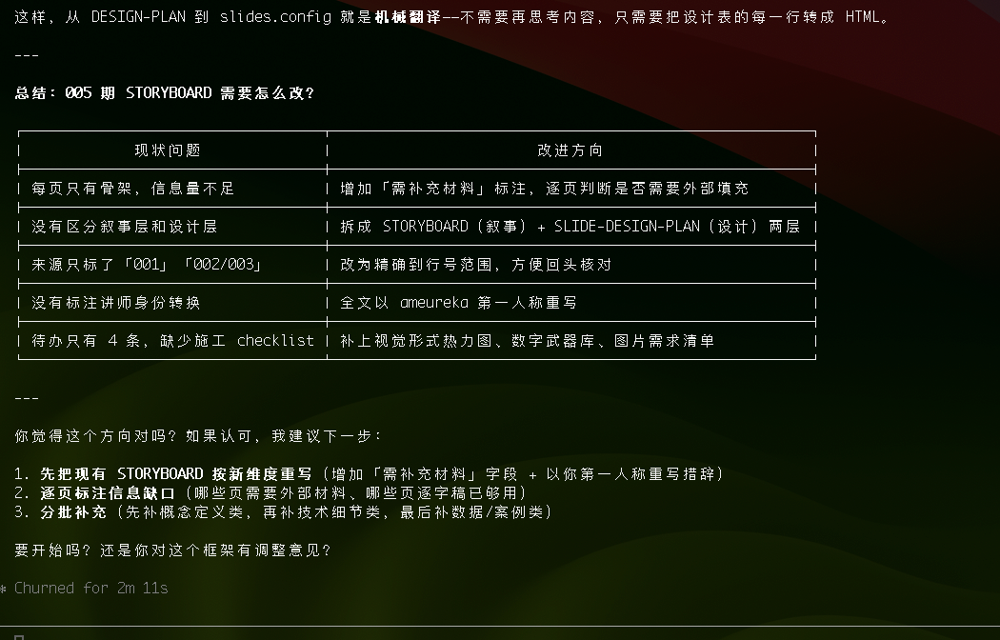 这样，从 DESIGN-PLAN 到 slides.config 就是机械翻译——不需要再思考内容，只需要把设计表的每一行转成 HTML。
---
总结：005 期 STORYBOARD 需要怎么改？
现状问题 改进方向
每页只有骨架，信息量不足 增加「需补充材料」标注，逐页判断是否需要外部填充
没有区分叙事层和设计层 拆成 STORYBOARD（叙事）+ SLIDE-DESIGN-PLAN（设计）两层
来源只标了「001」「002/003」 改为精确到行号范围，方便回头核对
没有标注讲师身份转换 全文以 ameureka 第一人称重写
待办只有 4 条，缺少施工 checklist 补上视觉形式热力图、数字武器库、图片需求清单
---
你觉得这个方向对吗？如果认可，我建议下一步：
1. 先把现有 STORYBOARD 按新维度重写（增加「需补充材料」字段 + 以你第一人称重写措辞）
2. 逐页标注信息缺口（哪些页需要外部材料、哪些页逐字稿已够用）
3. 分批补充（先补概念定义类，再补技术细节类，最后补数据/案例类）
要开始吗？还是你对这个框架有调整意见？
* Churned for 2m 11s